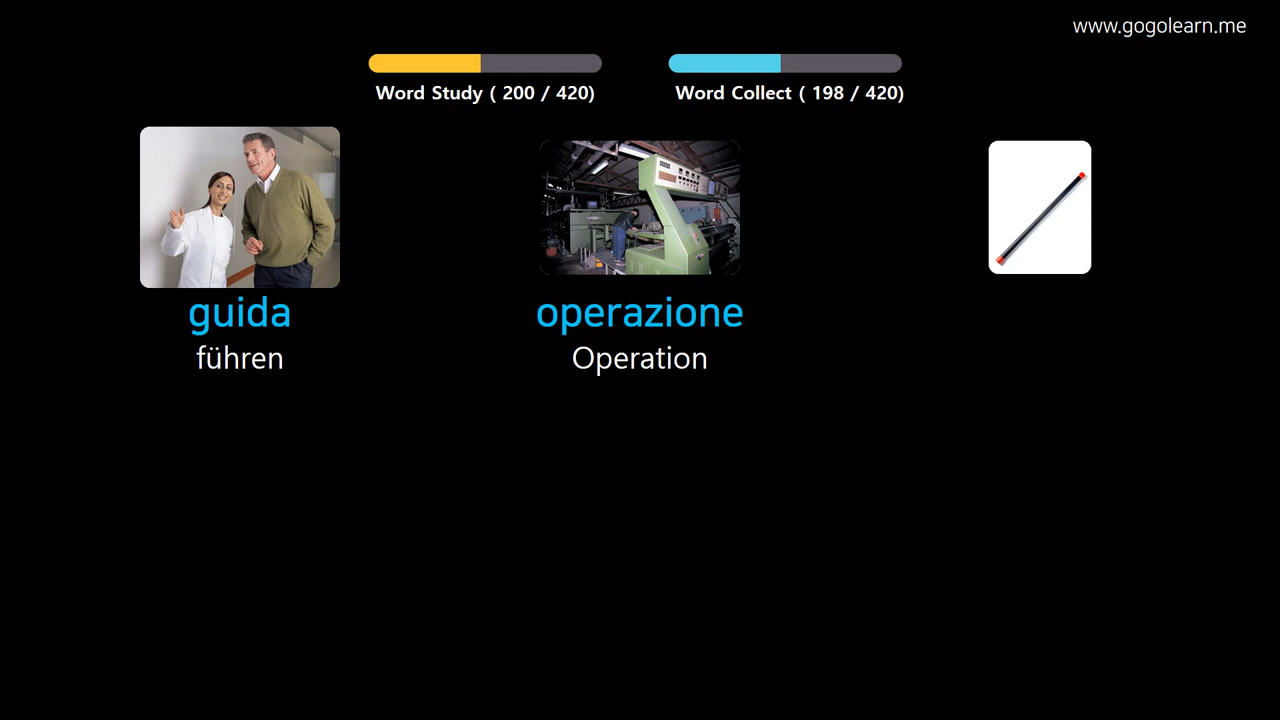 www.gogolearn.me
Word Study ( 200 / 420)
Word Collect ( 198 / 420)
guida
führen
operazione
Operation